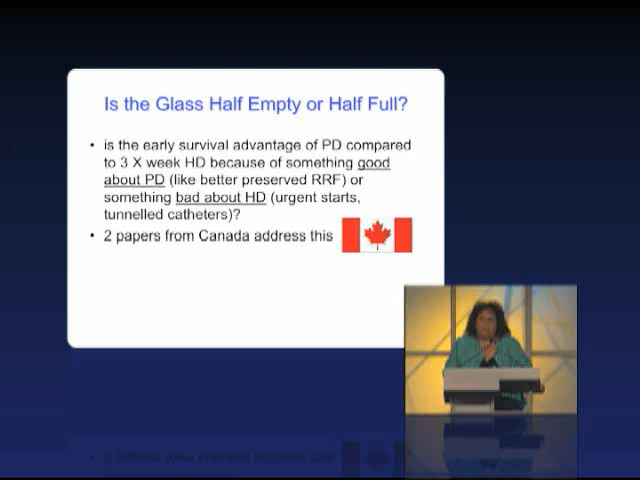 Is the Glass Half Empty or Half Full?
• is the early survival advantage of PD compared
to 3 X week HD because of something good
about PD (like better preserved RRF) or
something bad about HD (urgent starts,
tunnelled catheters)?
• 2 papers from Canada address this